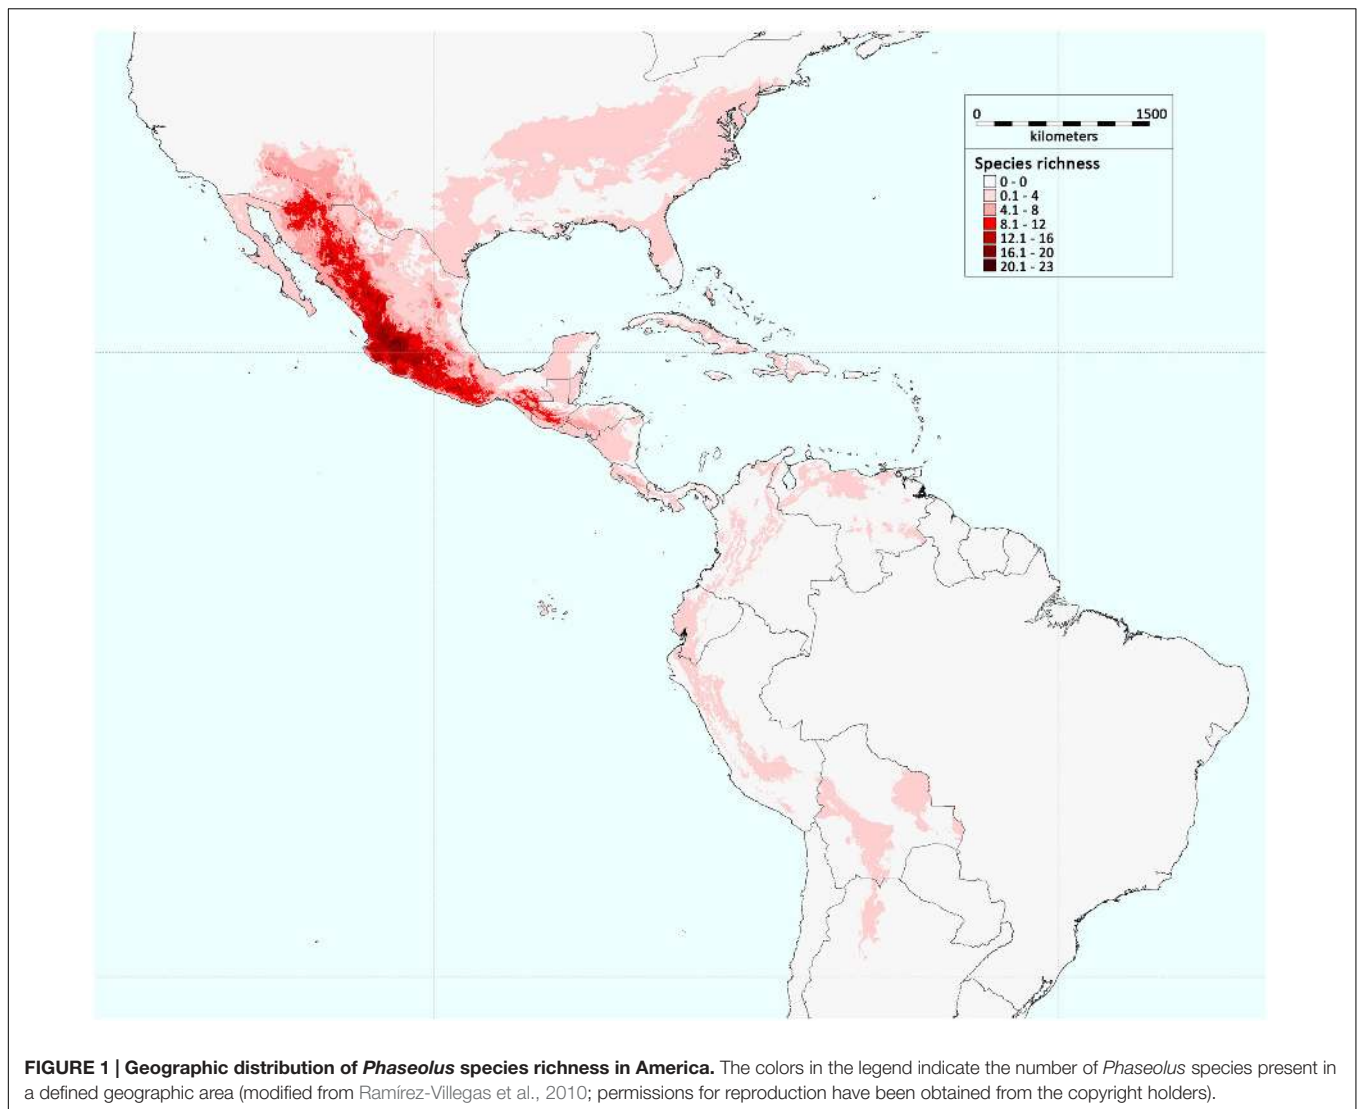 0 1500
kilometers
Species richness
0 - 0
0.1 - 4
4.1 - 8
8.1 - 12
12.1 - 16
16.1 - 20
20.1 - 23
FIGURE 1 | Geographic distribution of Phaseolus species richness in America. The colors in the legend indicate the number of Phaseolus species present in
a defined geographic area (modified from Ramírez-Villegas et al., 2010; permissions for reproduction have been obtained from the copyright holders).